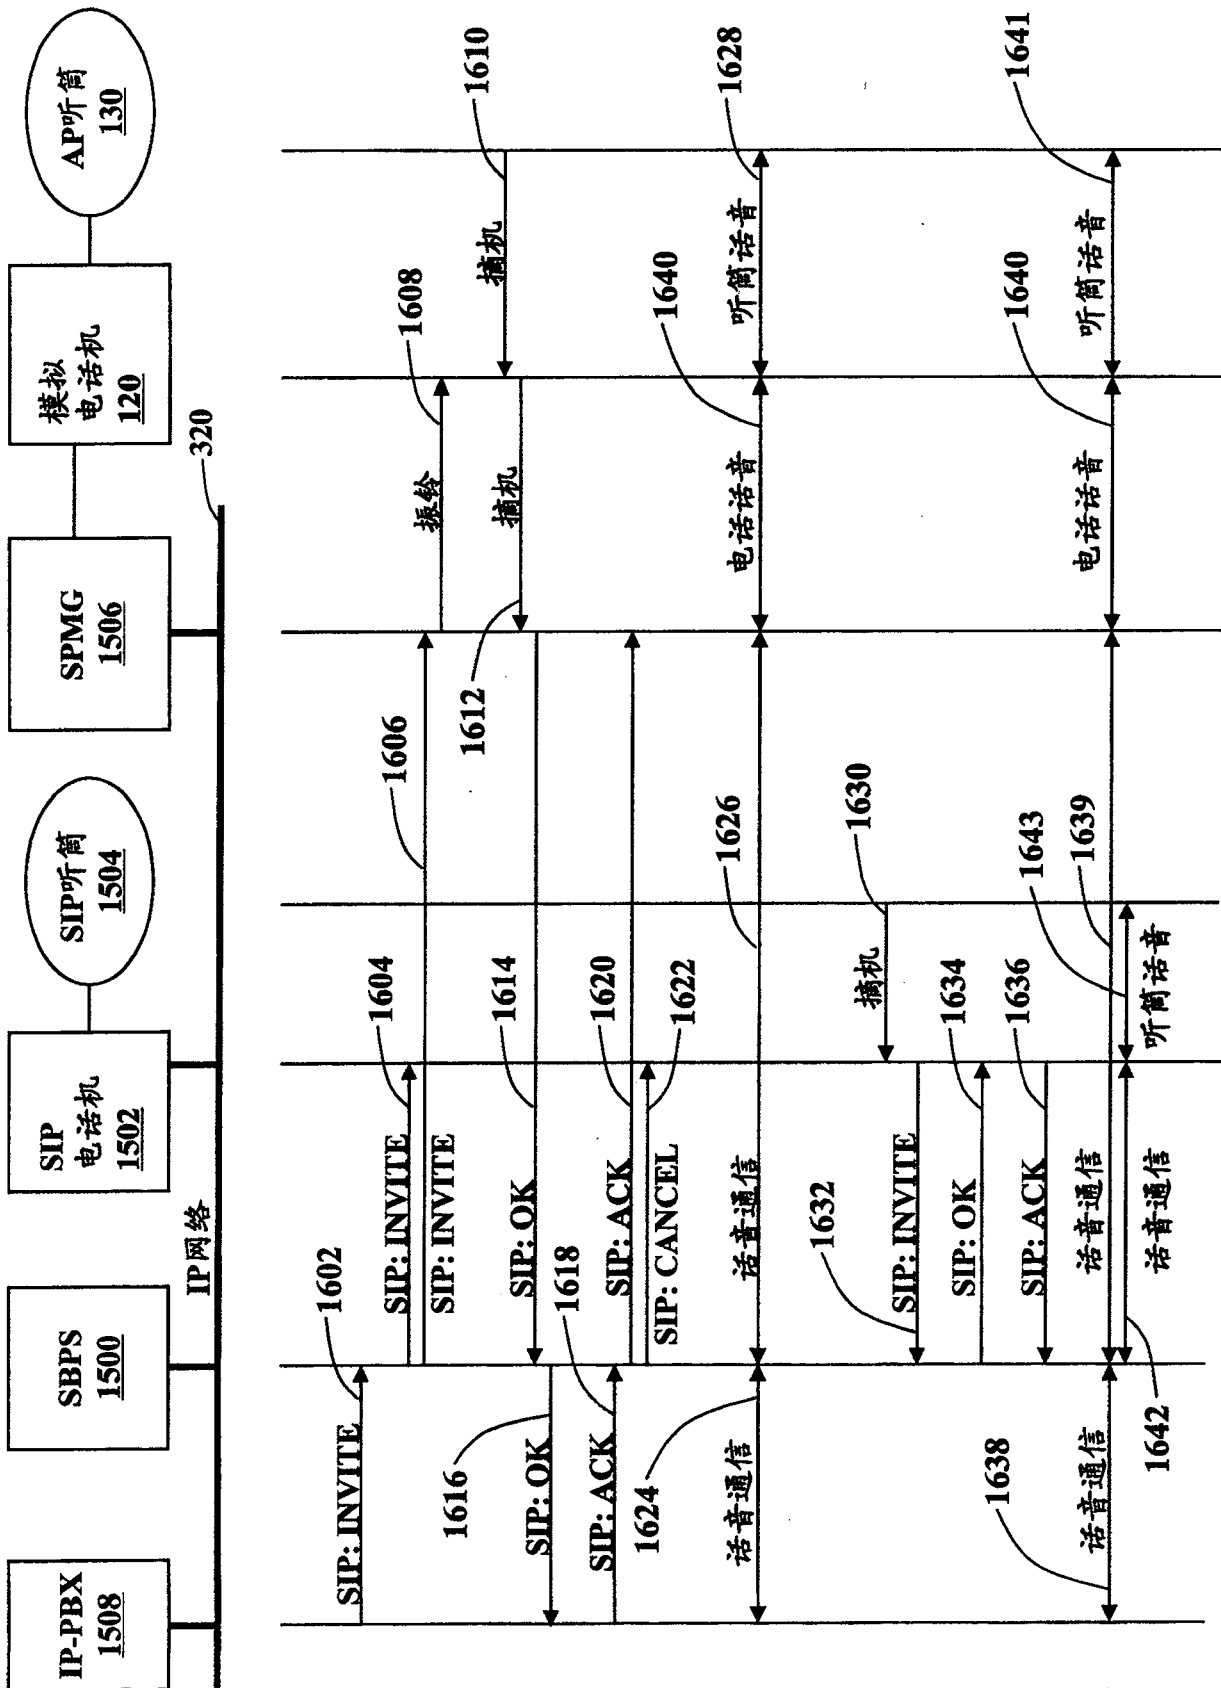 IP-PBX
1508
SBPS
1500
SIP
电话机
1502
SIP听筒
1504
SPMG
1506
模拟
电话机
120
AP听筒
130
IP网络
320
SIP: INVITE
1602
SIP: INVITE
1604
SIP: INVITE
1606
振铃
1608
摘机
1610
摘机
1612
SIP: OK
1614
SIP: OK
1616
SIP: ACK
1618
SIP: ACK
1620
SIP: CANCEL
1622
话音通信
1624
话音通信
1626
电话话音
1640
听筒话音
1628
摘机
1630
SIP: INVITE
1632
SIP: OK
1634
SIP: ACK
1636
话音通信
1638
话音通信
1639
电话话音
1640
听筒话音
1641
话音通信
1642
听筒话音
1643